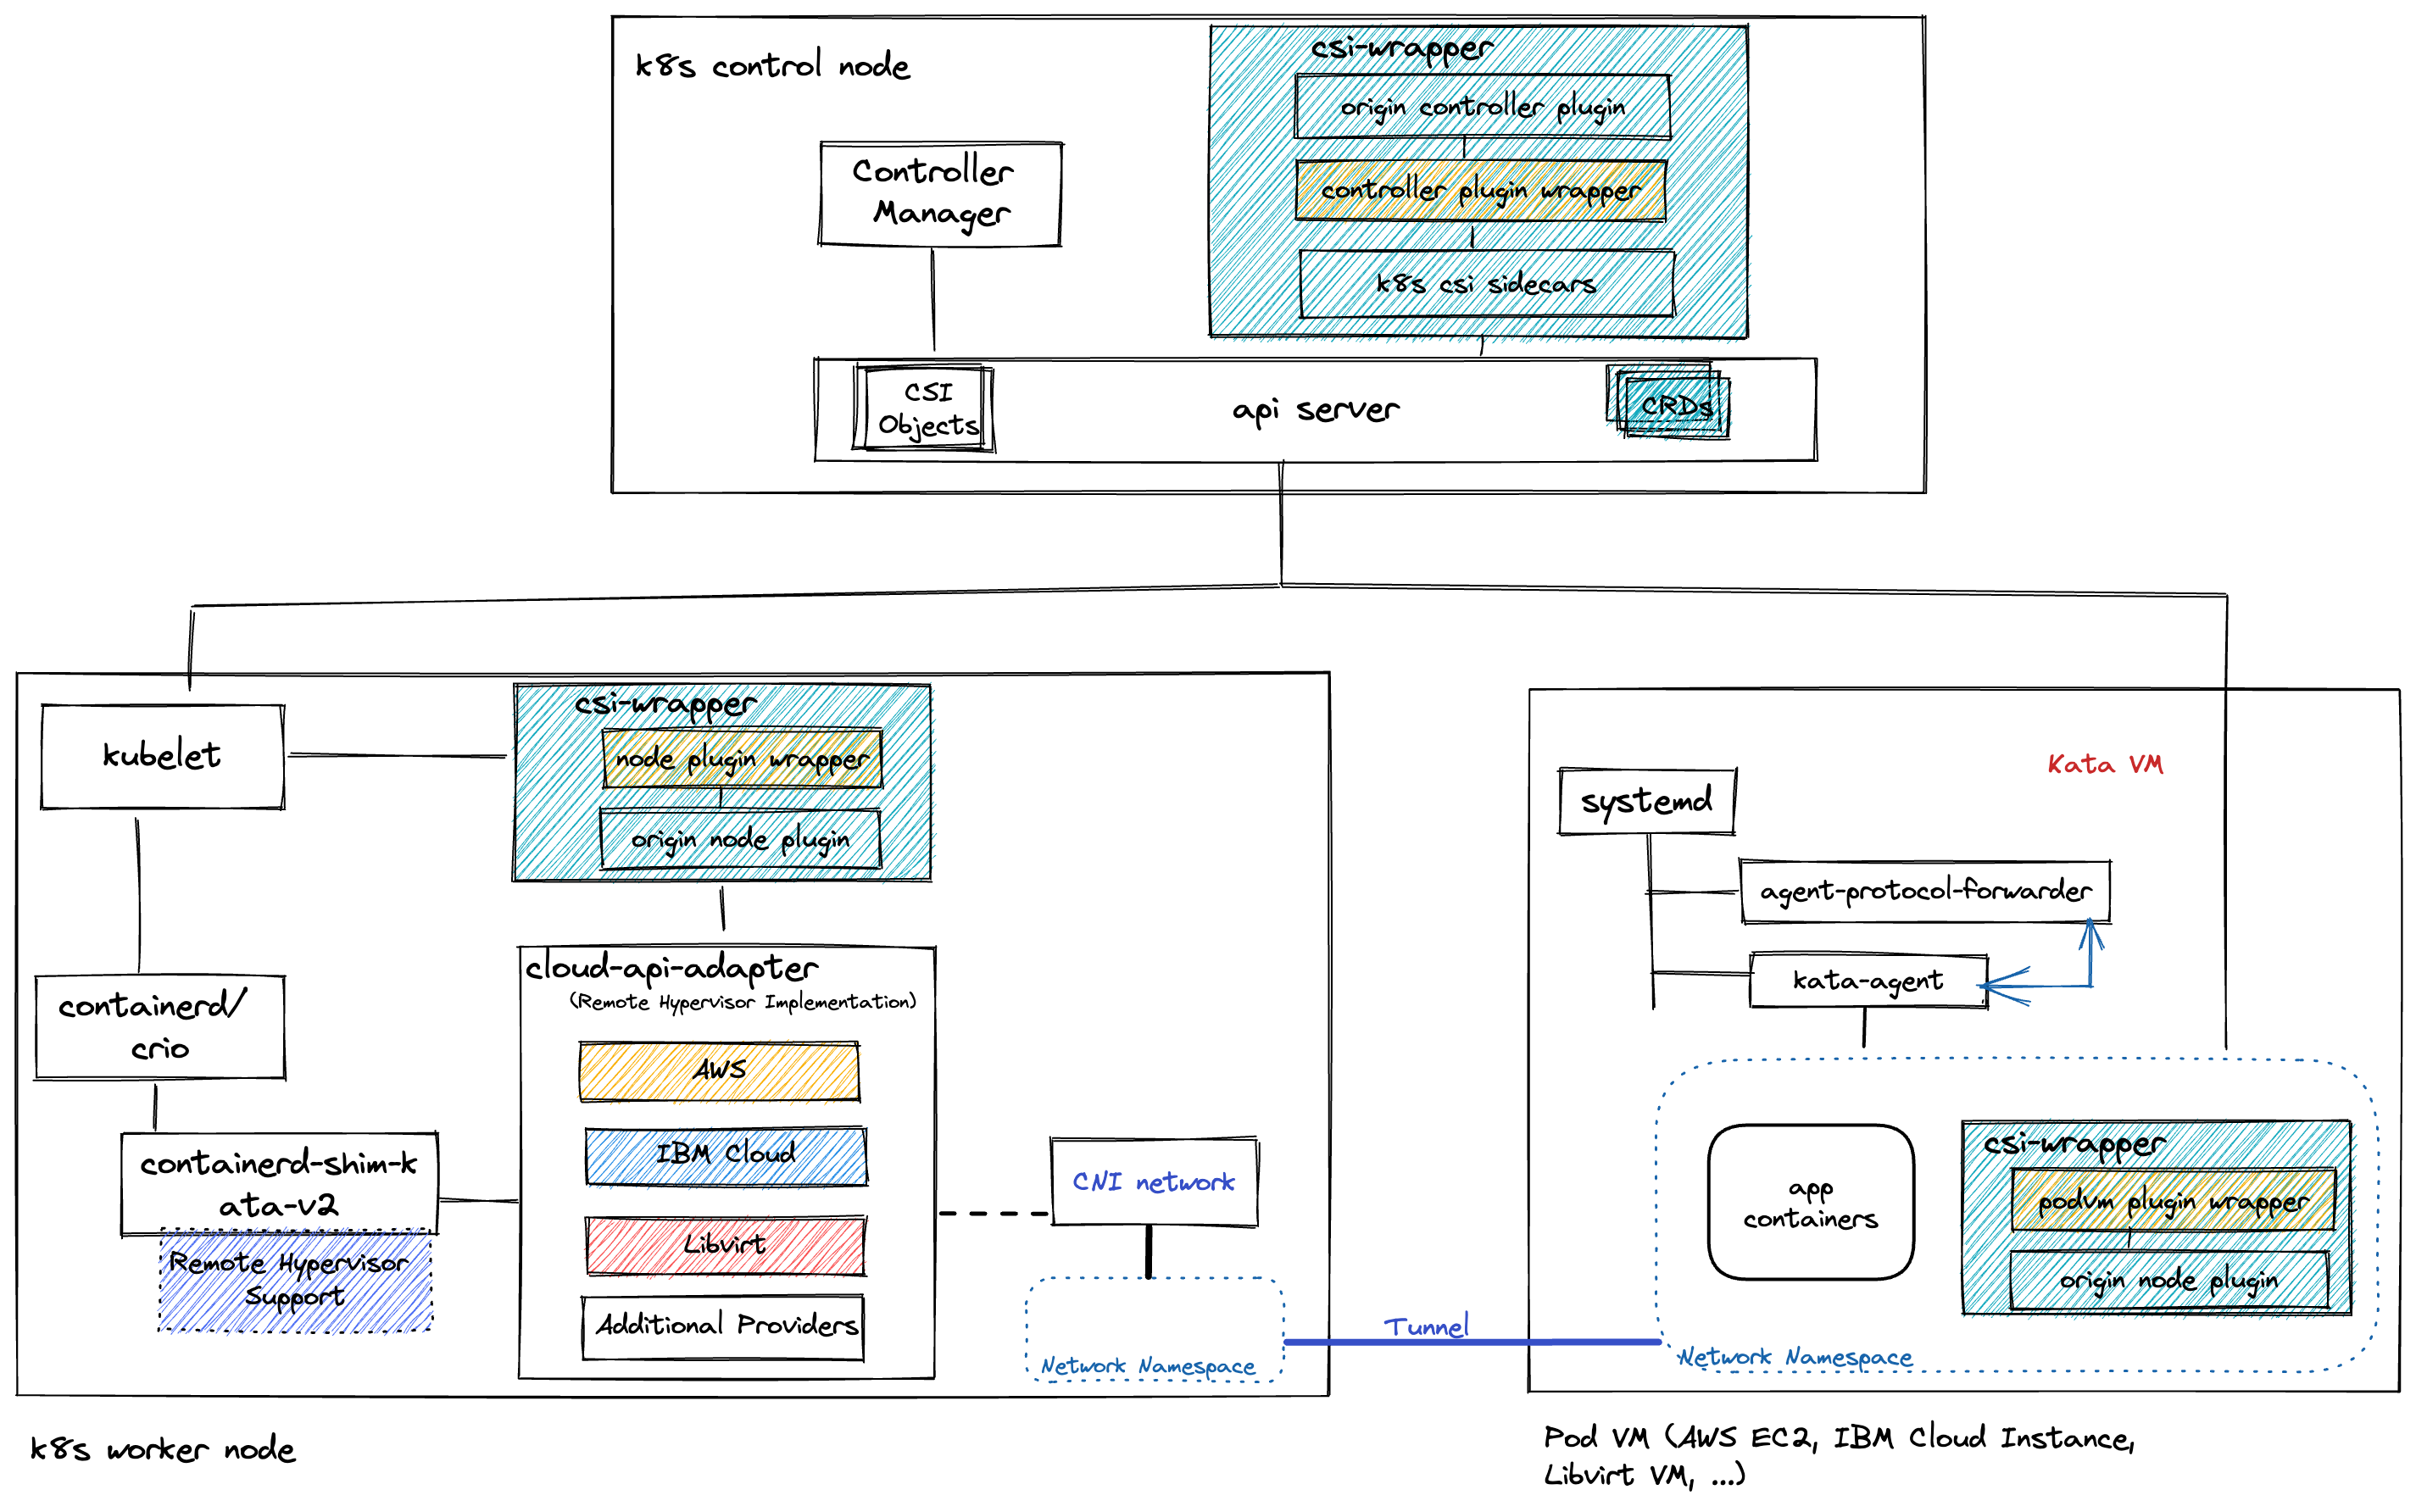 k8s control node
csi-wrapper
origin controller plugin
controller plugin wrapper
k8s csi sidecars
Controller
Manager
CSI
Objects
api server
CRDs
kubelet
csi-wrapper
node plugin wrapper
origin node plugin
containerd/
crio
containerd-shim-k
ata-v2
Remote Hypervisor
Support
cloud-api-adapter
(Remote Hypervisor Implementation)
AWS
IBM Cloud
Libvirt
Additional Providers
CNI network
Network Namespace
Tunnel
k8s worker node
Kata VM
systemd
agent-protocol-forwarder
kata-agent
app
containers
csi-wrapper
podvm plugin wrapper
origin node plugin
Network Namespace
Pod VM (AWS EC2, IBM Cloud Instance,
Libvirt VM, ...)